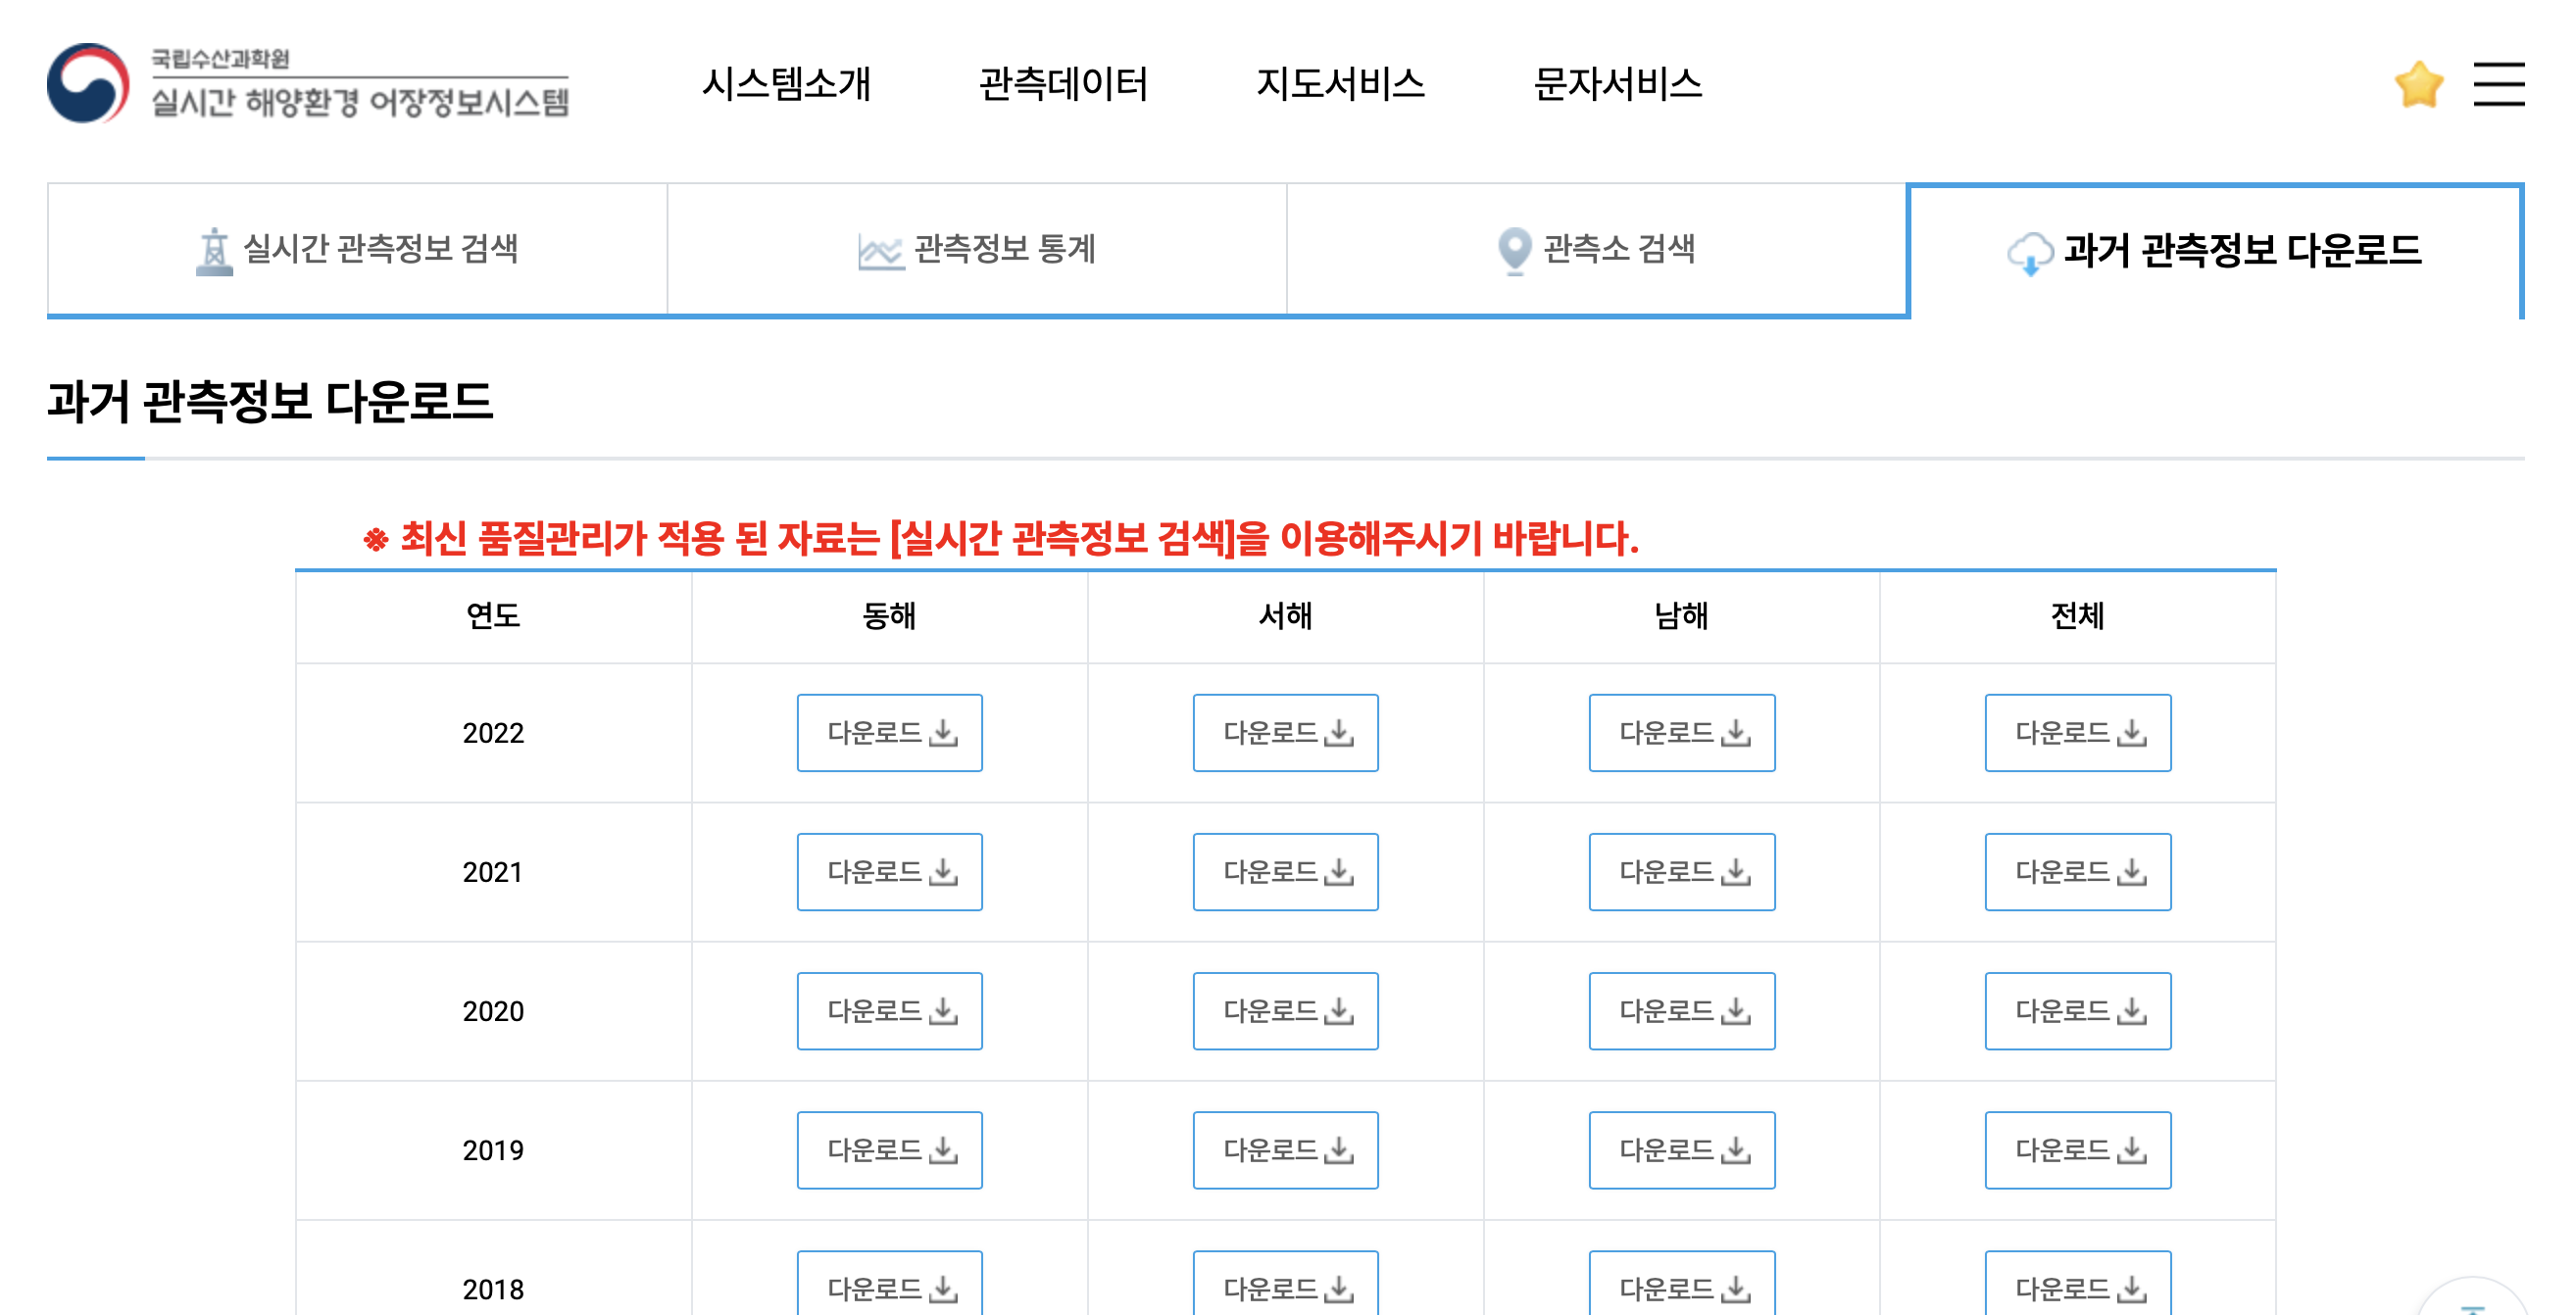 국립수산과학원
실시간 해양환경 어장정보시스템
시스템소개 관측데이터 지도서비스 문자서비스
실시간 관측정보 검색 관측정보 통계 관측소 검색 과거 관측정보 다운로드
과거 관측정보 다운로드
※ 최신 품질관리가 적용 된 자료는 [실시간 관측정보 검색]을 이용해주시기 바랍니다.
연도 동해 서해 남해 전체
2022 다운로드 다운로드 다운로드 다운로드
2021 다운로드 다운로드 다운로드 다운로드
2020 다운로드 다운로드 다운로드 다운로드
2019 다운로드 다운로드 다운로드 다운로드
2018 다운로드 다운로드 다운로드 다운로드